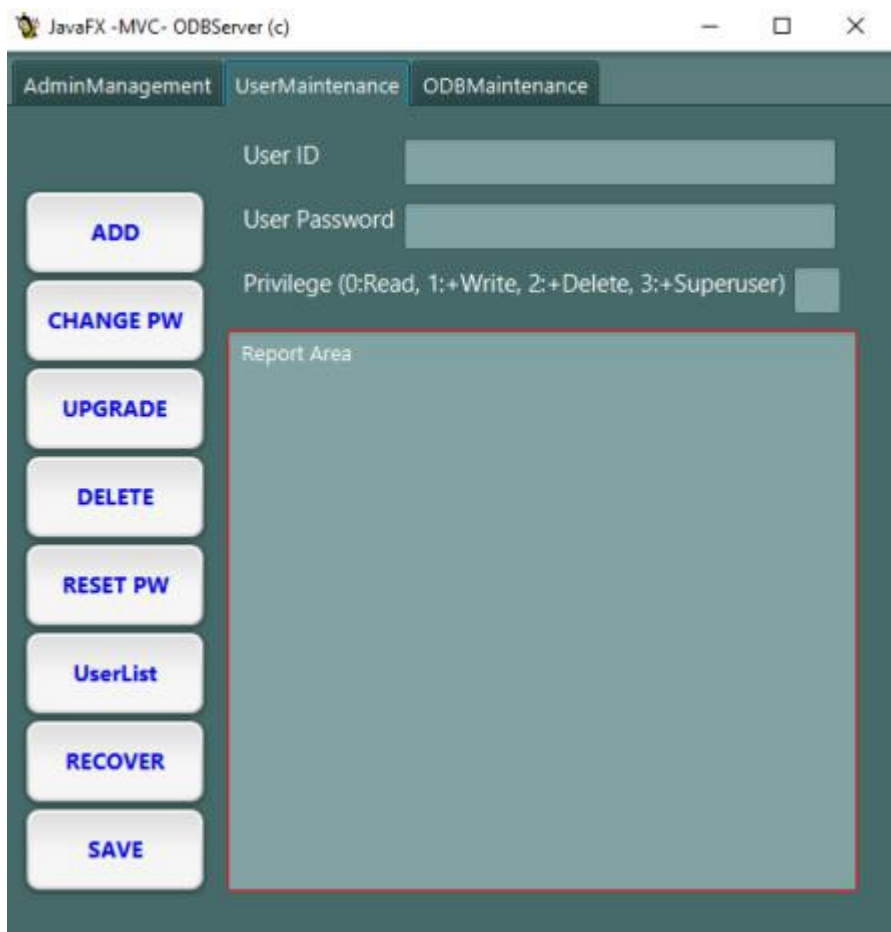 JavaFX -MVC- ODBServer (c)
AdminManagement UserMaintenance ODBMaintenance
User ID
User Password
Privilege (0:Read, 1:+Write, 2:+Delete, 3:+Superuser)
Report Area
ADD
CHANGE PW
UPGRADE
DELETE
RESET PW
UserList
RECOVER
SAVE